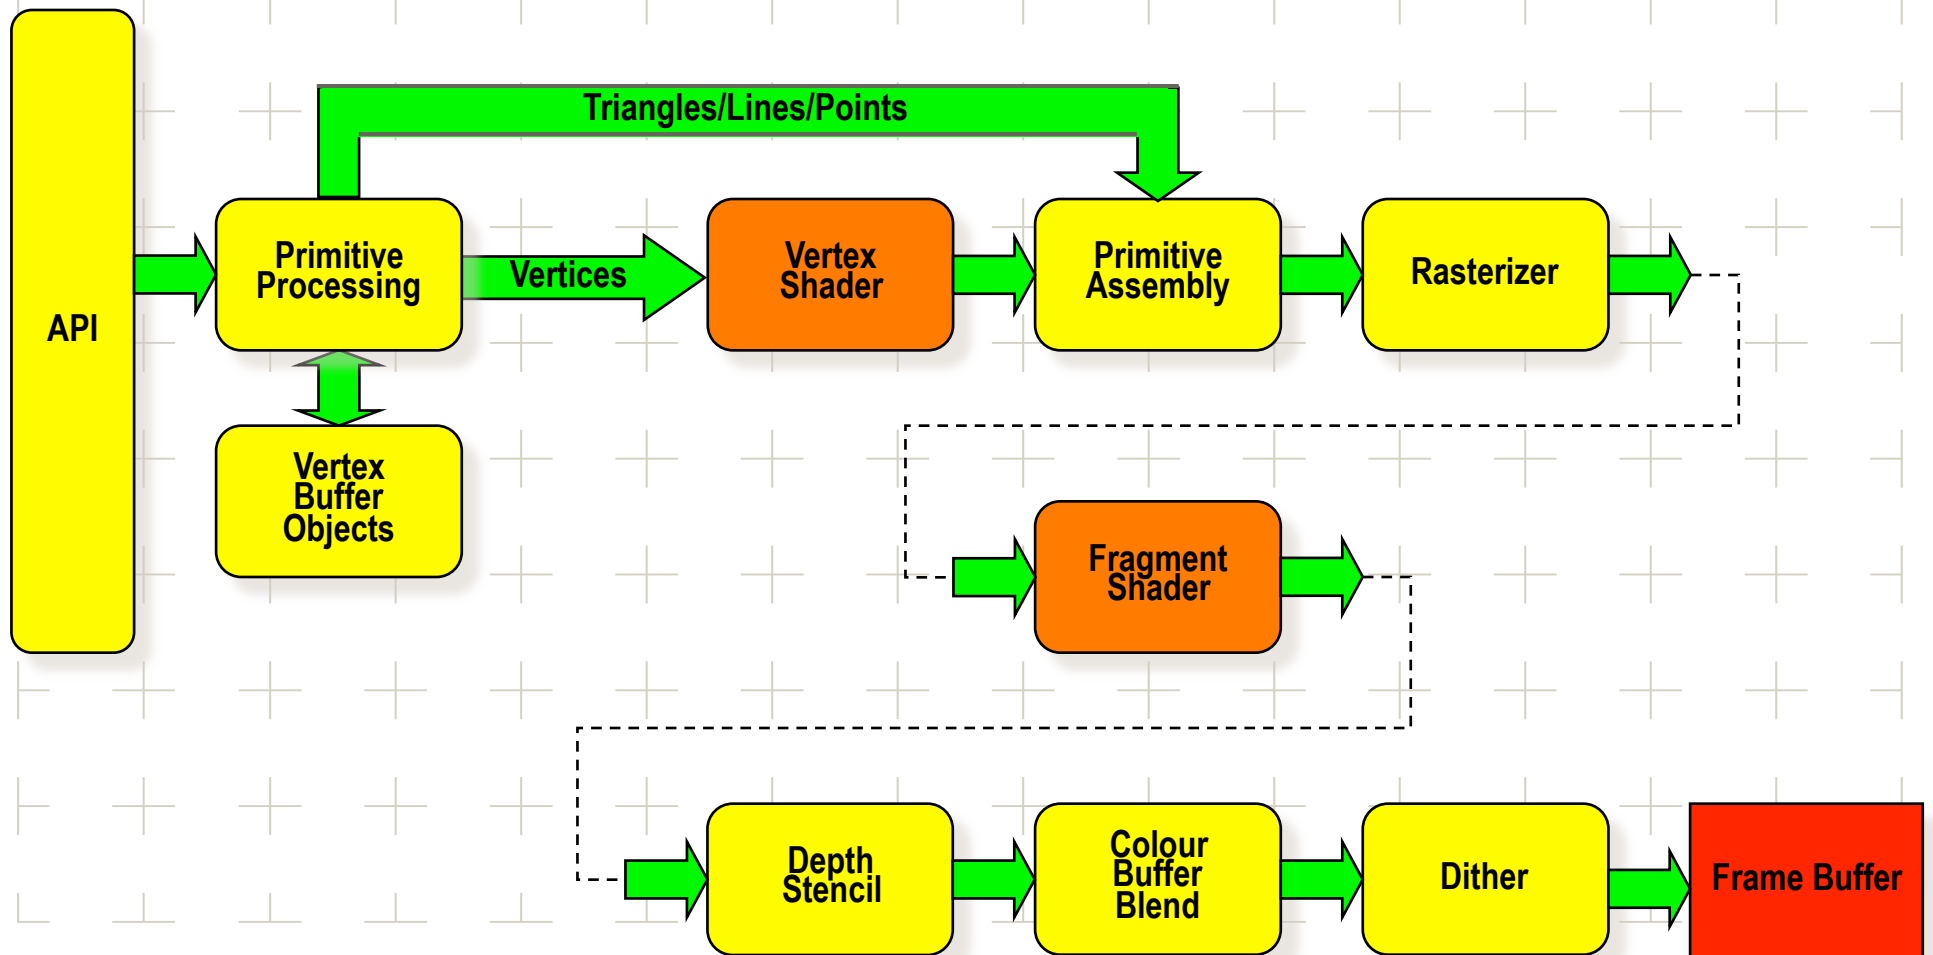 Triangles/Lines/Points
API
Primitive
Processing
Vertices
Vertex
Shader
Primitive
Assembly
Rasterizer
Vertex
Buffer
Objects
Fragment
Shader
Depth
Stencil
Colour
Buffer
Blend
Dither
Frame Buffer